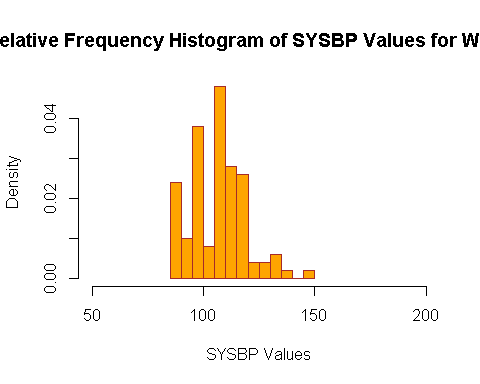 elative Frequency Histogram of SYSBP Values for W
Density
0.04
0.02
0.00
50 100 150 200
SYSBP Values